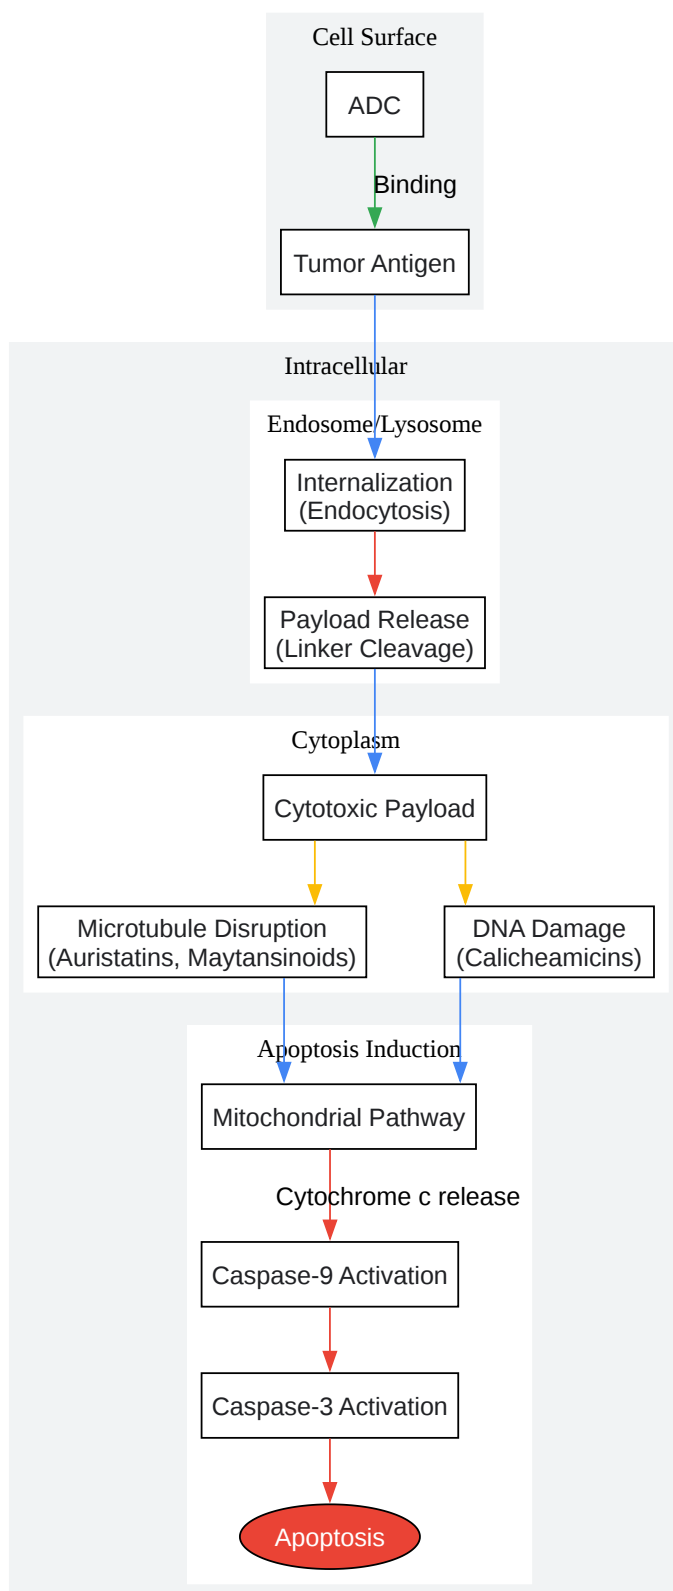 Cell Surface
ADC
Binding
Tumor Antigen
Intracellular
Endosome/Lysosome
Internalization
(Endocytosis)
Payload Release
(Linker Cleavage)
Cytoplasm
Cytotoxic Payload
Microtubule Disruption
(Auristatins, Maytansinoids)
DNA Damage
(Calicheamicins)
Apoptosis Induction
Mitochondrial Pathway
Cytochrome c release
Caspase-9 Activation
Caspase-3 Activation
Apoptosis